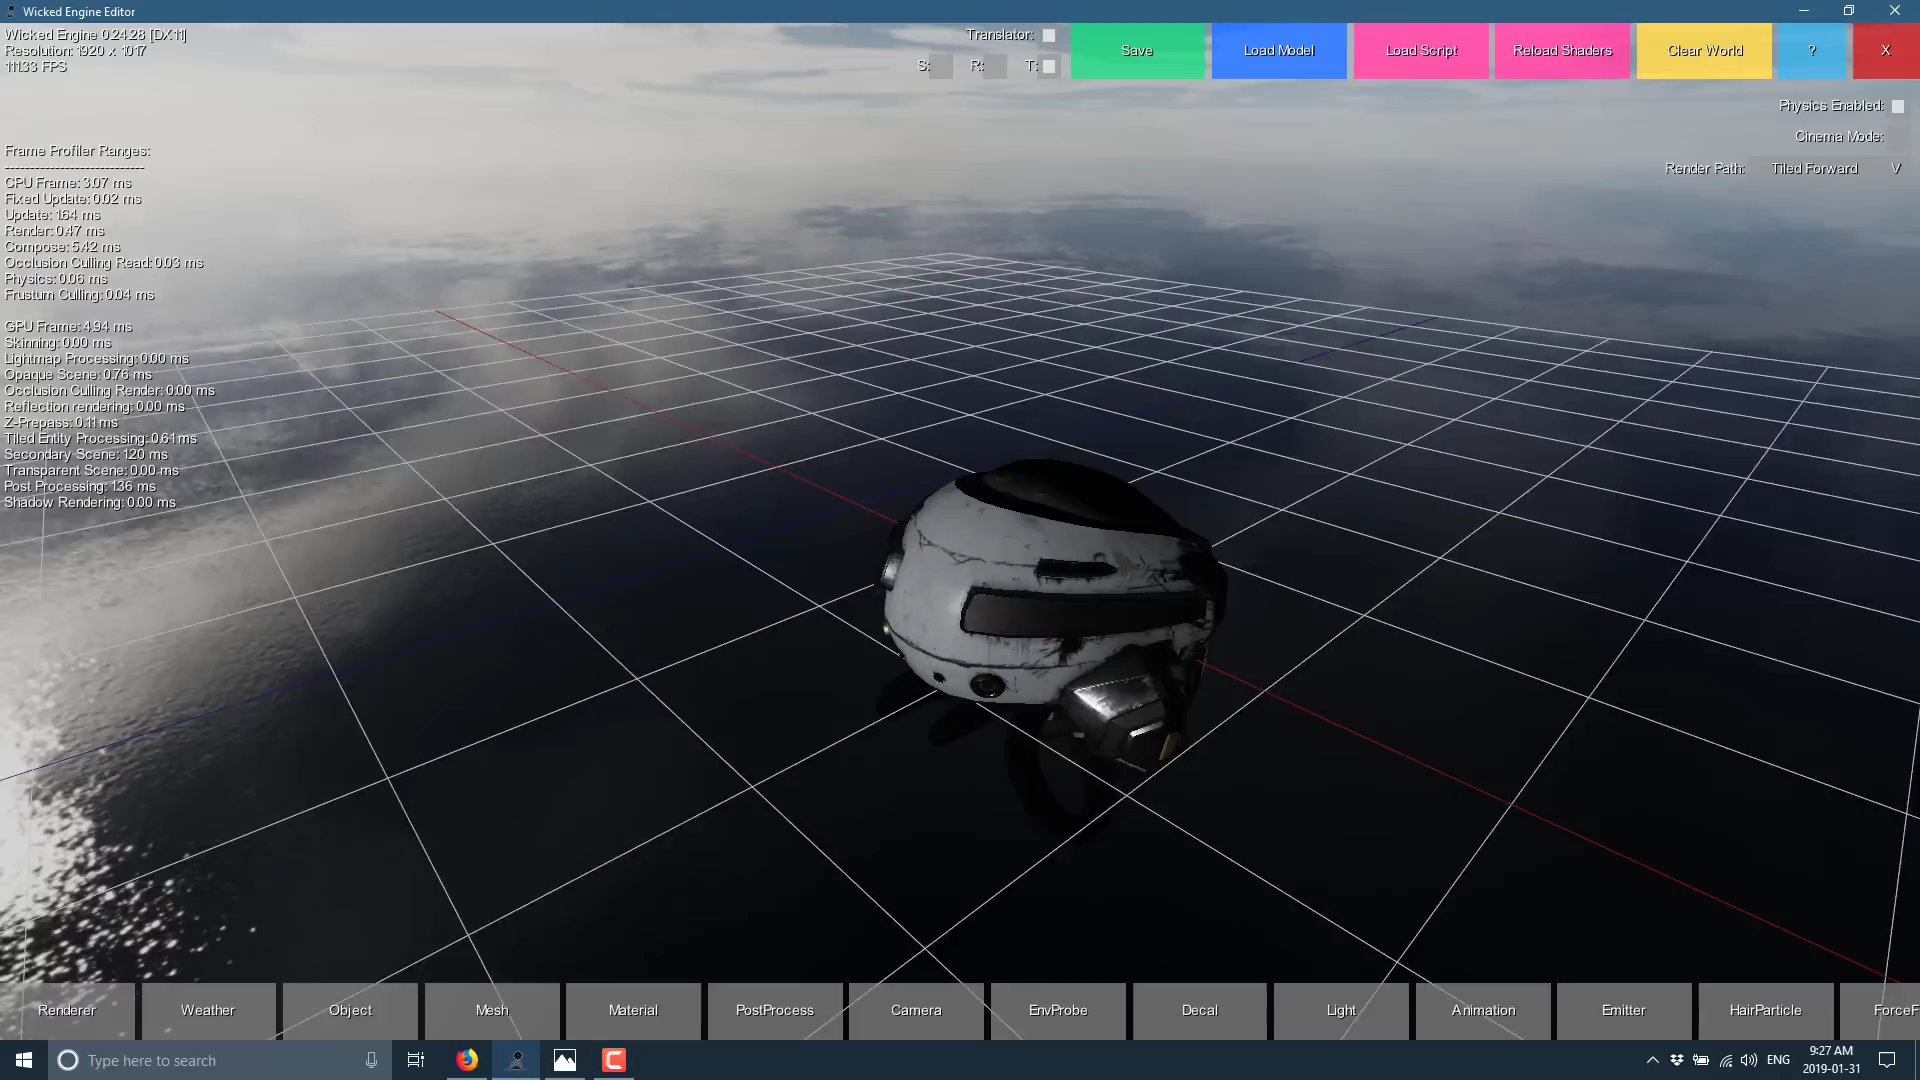 Wicked Engine Editor
Wicked Engine 0.24.28 [DX11]
Resolution: 1920 x 1017
111.33 FPS
Translator:
S: R: T:
Save
Load Model
Load Script
Reload Shaders
Clear World
?
X
Physics Enabled:
Cinema Mode:
Render Path: Tiled Forward V
Frame Profiler Ranges:
----------------------------
CPU Frame: 3.07 ms
Fixed Update: 0.02 ms
Update: 1.64 ms
Render: 0.47 ms
Compose: 5.42 ms
Occlusion Culling Read: 0.03 ms
Physics: 0.06 ms
Frustum Culling: 0.04 ms
GPU Frame: 4.94 ms
Skinning: 0.00 ms
Lightmap Processing: 0.00 ms
Opaque Scene: 0.76 ms
Occlusion Culling Render: 0.00 ms
Reflection rendering: 0.00 ms
Z-Prepass: 0.11 ms
Tiled Entity Processing: 0.61 ms
Secondary Scene: 1.20 ms
Transparent Scene: 0.00 ms
Post Processing: 1.36 ms
Shadow Rendering: 0.00 ms
Renderer
Weather
Object
Mesh
Material
PostProcess
Camera
EnvProbe
Decal
Light
Animation
Emitter
HairParticle
ForceF
Type here to search
ENG
9:27 AM
2019-01-31